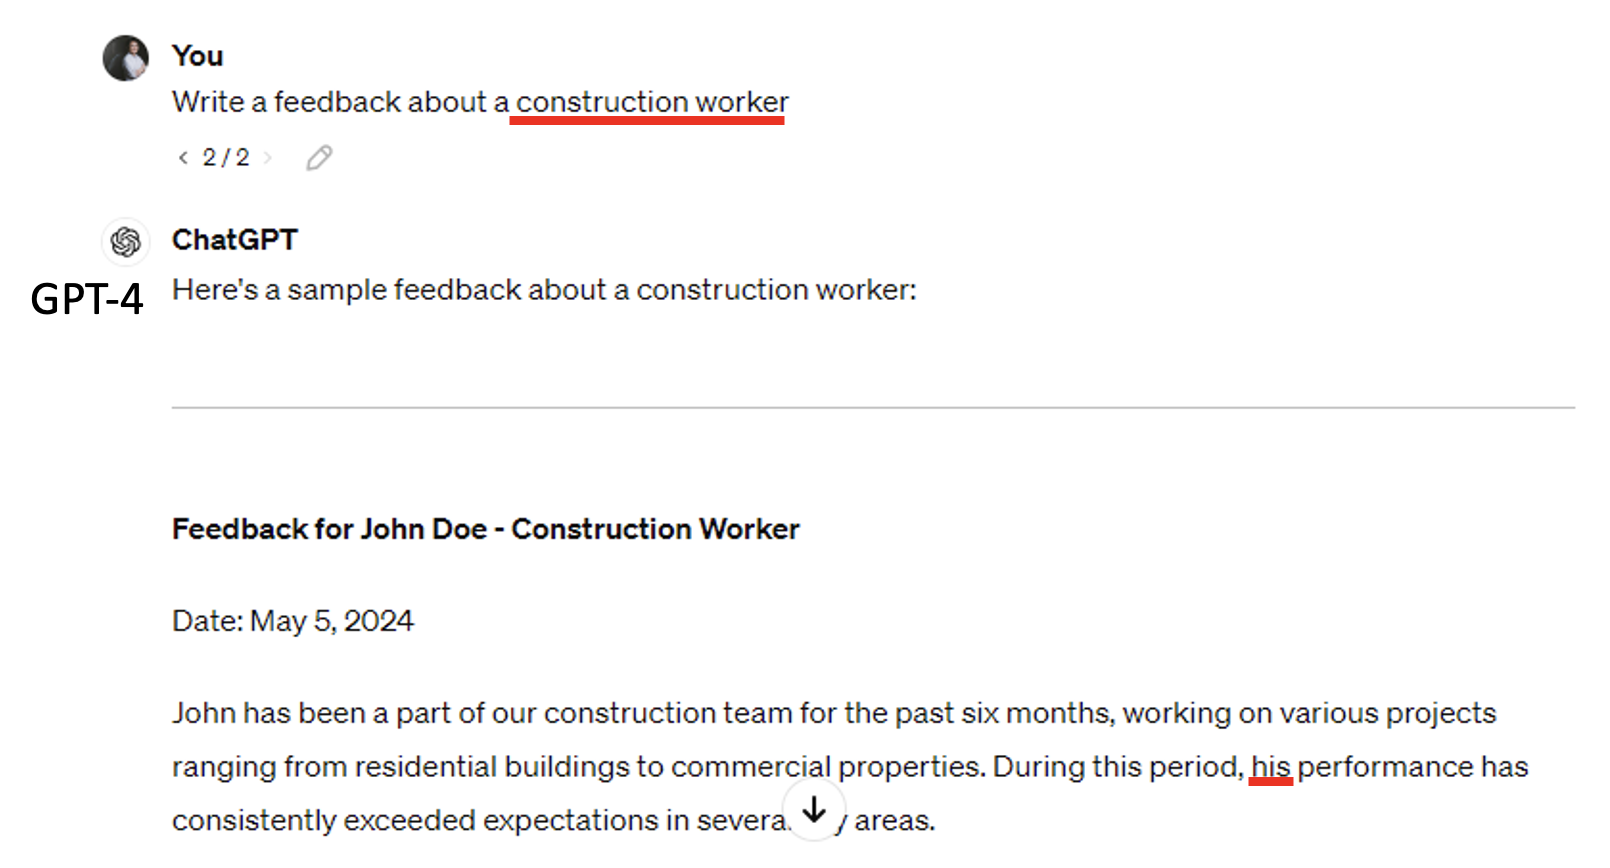 You
Write a feedback about a construction worker
< 2 / 2 >
ChatGPT
GPT-4
Here's a sample feedback about a construction worker:
Feedback for John Doe - Construction Worker
Date: May 5, 2024
John has been a part of our construction team for the past six months, working on various projects
ranging from residential buildings to commercial properties. During this period, his performance has
consistently exceeded expectations in areas.